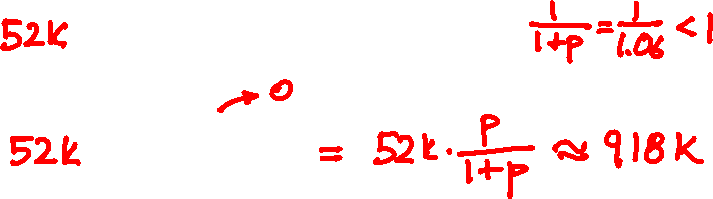 52k 1/(1+p) = 1/1.06 < 1
→ 0
52k = 52k · p/(1+p) ≈ 918K